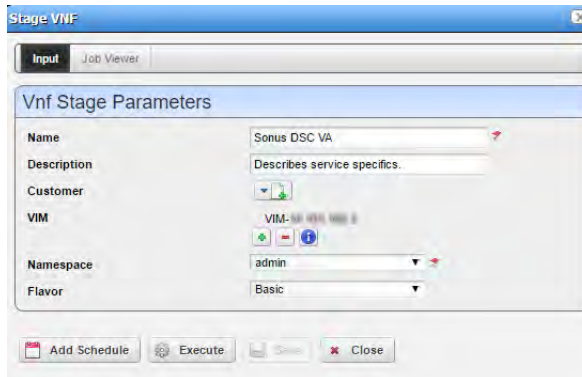 Stage VNF
Input Job Viewer
Vnf Stage Parameters
Name Sonus DSC VA
Description Describes service specifics.
Customer
VIM VIM-
Namespace admin
Flavor Basic
Add Schedule Execute Save Close